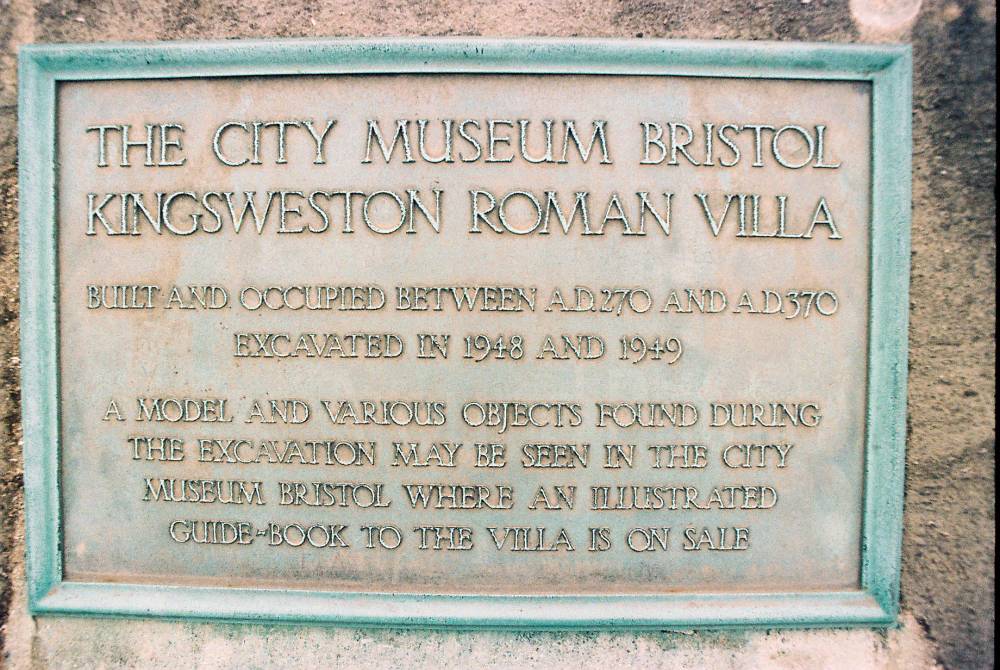 THE CITY MUSEUM BRISTOL
KINGSWESTON ROMAN VILLA
BUILT AND OCCUPIED BETWEEN A.D.270 AND A.D.370
EXCAVATED IN 1948 AND 1949
A MODEL AND VARIOUS OBJECTS FOUND DURING
THE EXCAVATION MAY BE SEEN IN THE CITY
MUSEUM BRISTOL WHERE AN ILLUSTRATED
GUIDE-BOOK TO THE VILLA IS ON SALE